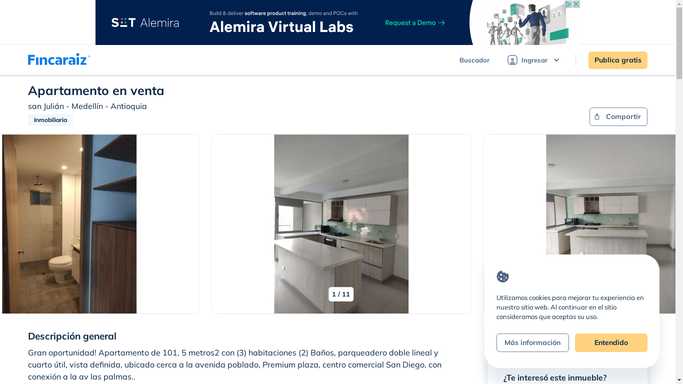 Build & deliver software product training, demo and POCs with
SOFT Alemira
Alemira Virtual Labs
Request a Demo →
Fincaraiz
Buscador
Ingresar
Publica gratis
Apartamento en venta
san Julián - Medellín - Antioquia
Inmobiliaria
Compartir
1 / 11
Utilizamos cookies para mejorar tu experiencia en
nuestro sitio web. Al continuar en el sitio
consideramos que aceptas su uso.
Más información
Entendido
Descripción general
Gran oportunidad! Apartamento de 101, 5 metros2 con (3) habitaciones (2) Baños, parqueadero doble lineal y
cuarto útil, vista definida, ubicado cerca a la avenida poblado, Premium plaza, centro comercial San Diego, con
conexión a la av las palmas..
¿Te interesó este inmueble?